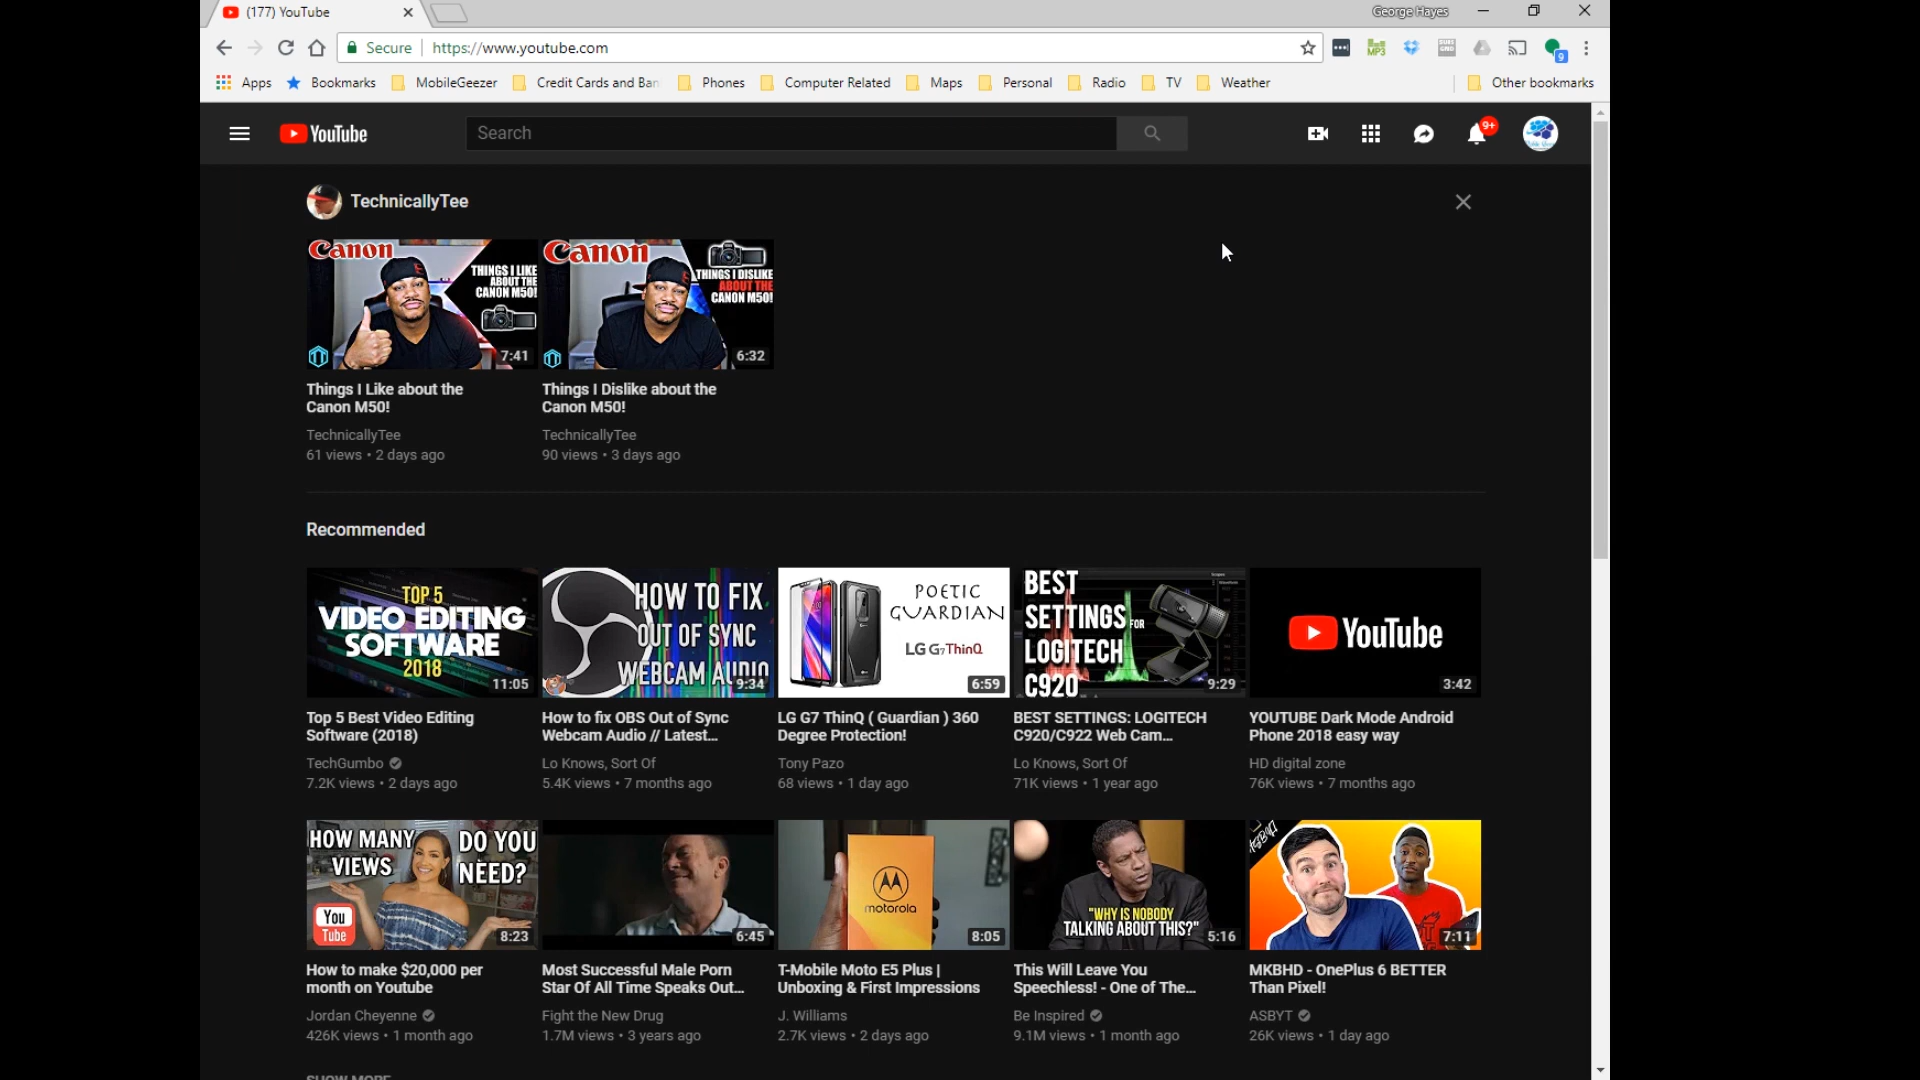 (177) YouTube
George Hayes
Secure
https://www.youtube.com
MP3
9
Apps
Bookmarks
MobileGeezer
Credit Cards and Ban
Phones
Computer Related
Maps
Personal
Radio
TV
Weather
Other bookmarks
YouTube
Search
9+
TechnicallyTee
Canon
THINGS I LIKE
ABOUT THE
CANON M50!
7:41
Canon
THINGS I DISLIKE
ABOUT THE
CANON M50!
6:32
Things I Like about the
Canon M50!
TechnicallyTee
61 views • 2 days ago
Things I Dislike about the
Canon M50!
TechnicallyTee
90 views • 3 days ago
Recommended
TOP 5
VIDEO EDITING
SOFTWARE
2018
11:05
HOW TO FIX
OUT OF SYNC
WEBCAM AUDIO
9:34
POETIC
GUARDIAN
LG G7 ThinQ
6:59
BEST
SETTINGS FOR
LOGITECH
C920
9:29
YouTube
3:42
Top 5 Best Video Editing
Software (2018)
TechGumbo
7.2K views • 2 days ago
How to fix OBS Out of Sync
Webcam Audio // Latest...
Lo Knows, Sort Of
5.4K views • 7 months ago
LG G7 ThinQ ( Guardian ) 360
Degree Protection!
Tony Pazo
68 views • 1 day ago
BEST SETTINGS: LOGITECH
C920/C922 Web Cam...
Lo Knows, Sort Of
71K views • 1 year ago
YOUTUBE Dark Mode Android
Phone 2018 easy way
HD digital zone
76K views • 7 months ago
HOW MANY
VIEWS
DO YOU
NEED?
You
Tube
8:23
6:45
motorola
8:05
"WHY IS NOBODY
TALKING ABOUT THIS?"
5:16
ASBYT
7:11
How to make $20,000 per
month on Youtube
Jordan Cheyenne
426K views • 1 month ago
Most Successful Male Porn
Star Of All Time Speaks Out...
Fight the New Drug
1.7M views • 3 years ago
T-Mobile Moto E5 Plus |
Unboxing & First Impressions
J. Williams
2.7K views • 2 days ago
This Will Leave You
Speechless! - One of The...
Be Inspired
9.1M views • 1 month ago
MKBHD - OnePlus 6 BETTER
Than Pixel!
ASBYT
26K views • 1 day ago
SHOW MORE